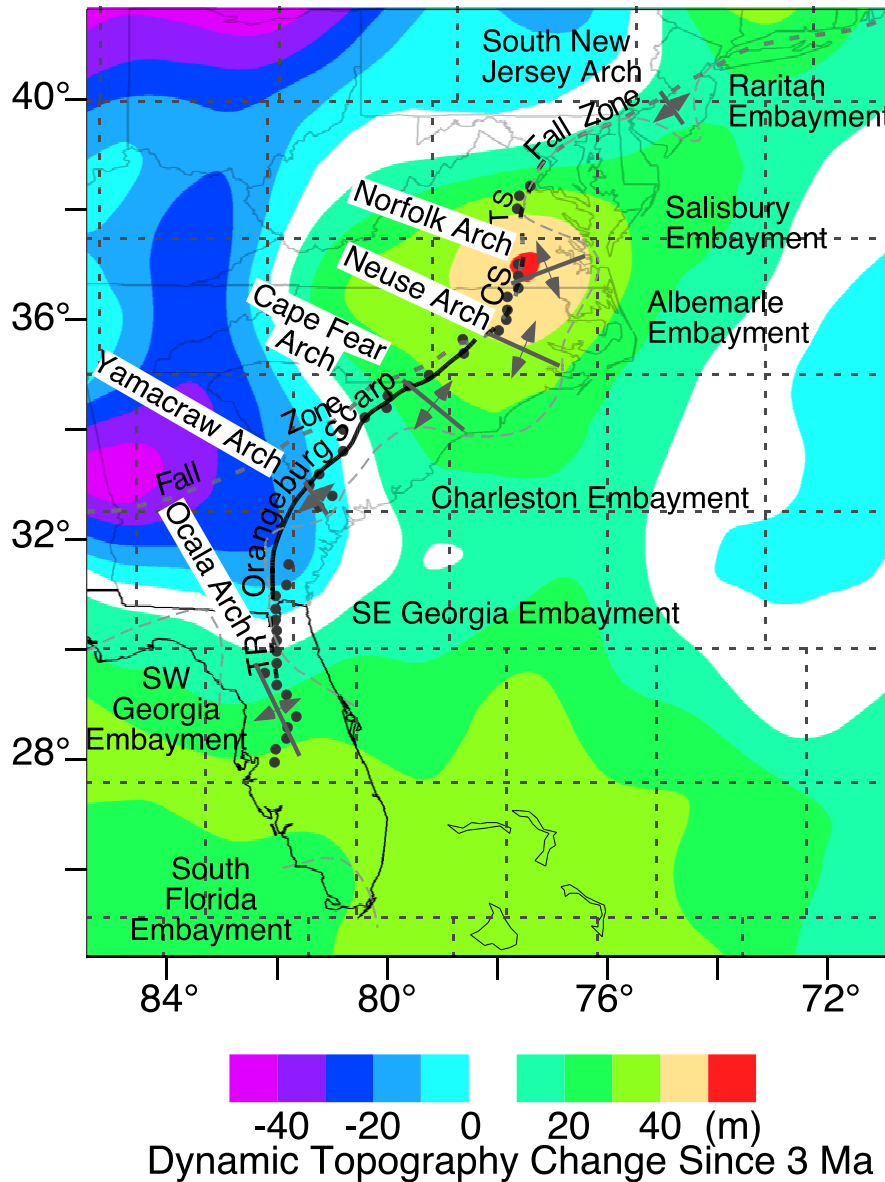 South New
Jersey Arch
40°
Raritan
Embayment
Fall Zone
TS
Norfolk Arch
Salisbury
Embayment
Neuse Arch
CS
Cape Fear
Arch
Albemarle
Embayment
36°
Yamacraw Arch
Zone
Orangeburg Scarp
Fall
Charleston Embayment
Ocala Arch
32°
SE Georgia Embayment
TR
SW
Georgia
Embayment
28°
South
Florida
Embayment
84° 80° 76° 72°
-40 -20 0 20 40 (m)
Dynamic Topography Change Since 3 Ma